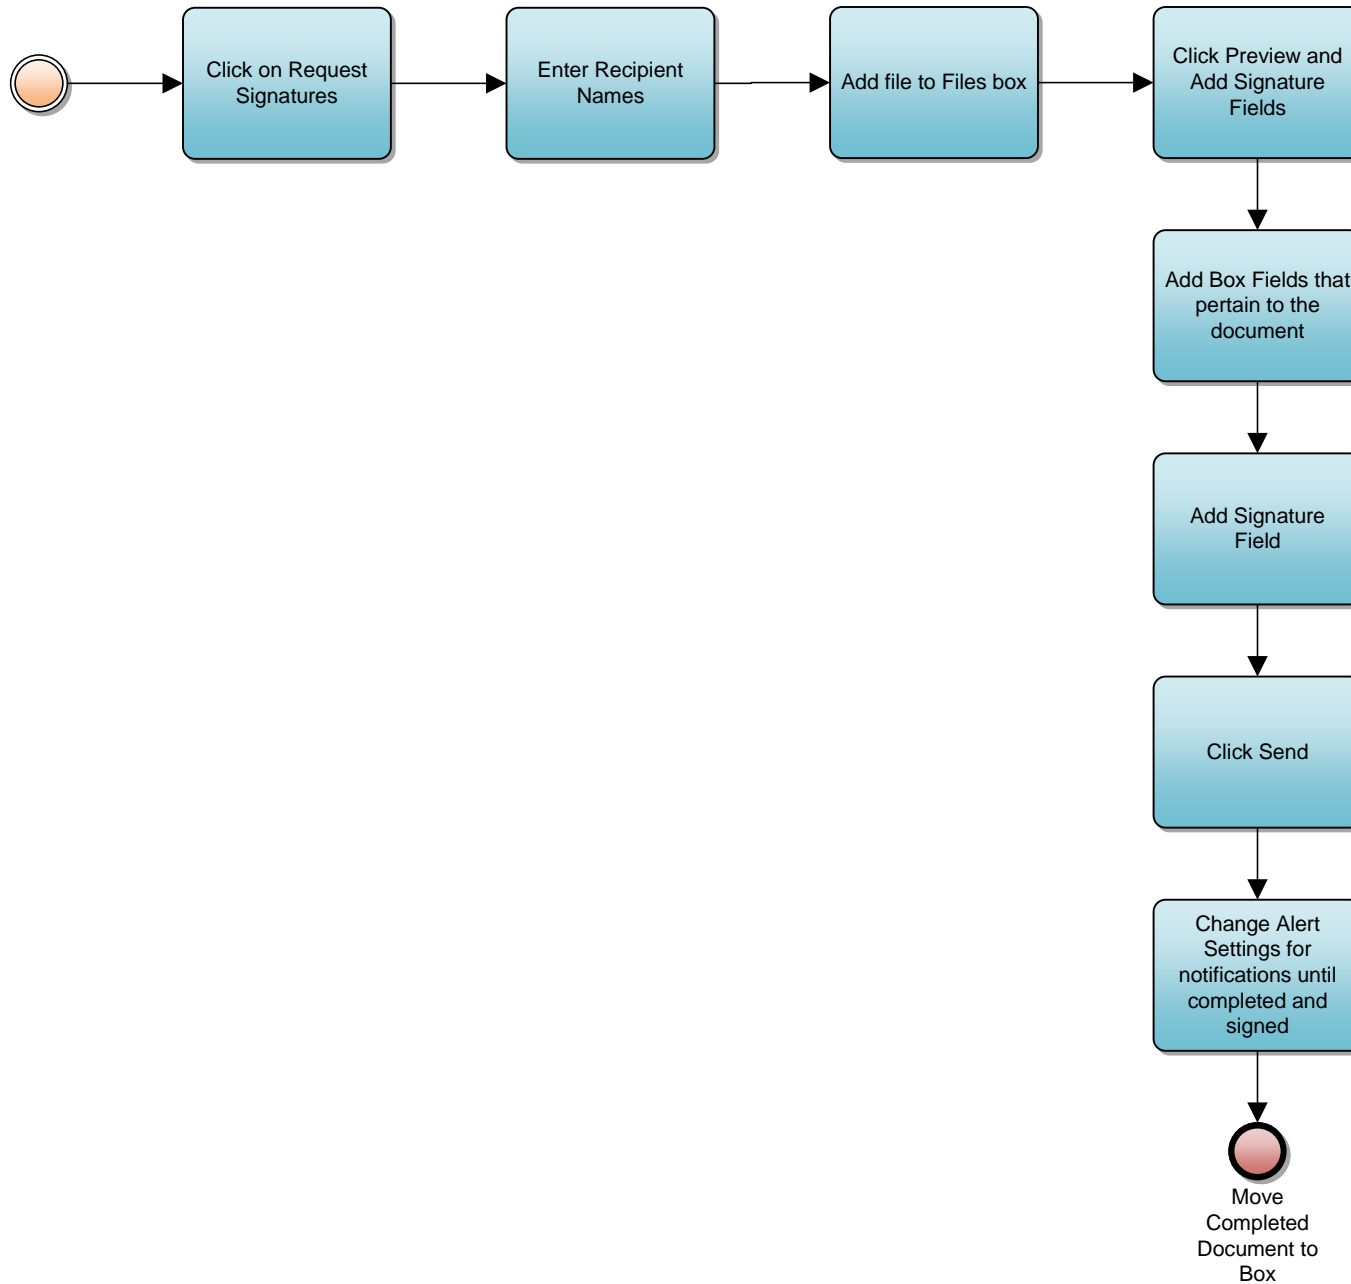 Click on Request
Signatures
Enter Recipient
Names
Add file to Files box
Click Preview and
Add Signature
Fields
Add Box Fields that
pertain to the
document
Add Signature
Field
Click Send
Change Alert
Settings for
notifications until
completed and
signed
Move
Completed
Document to
Box